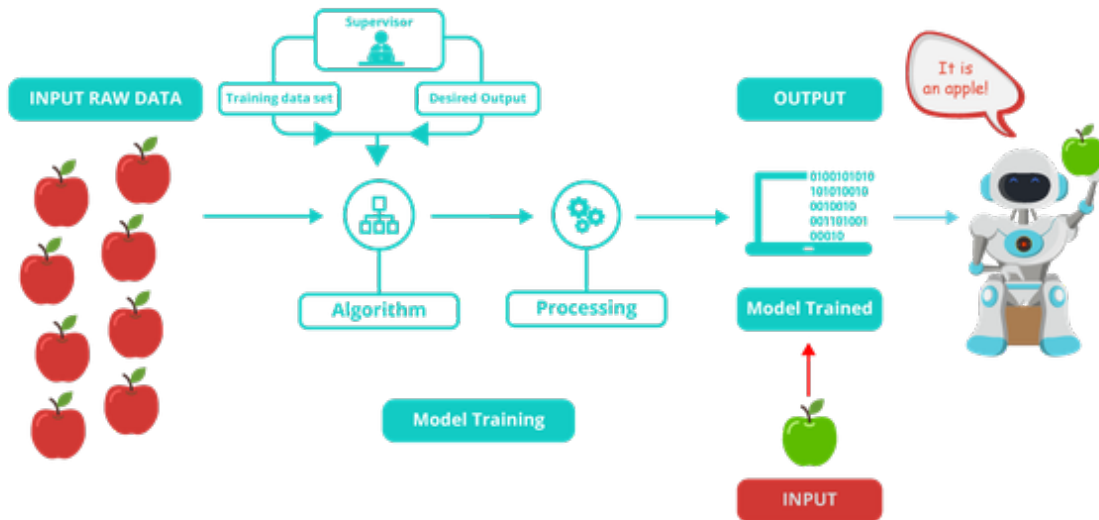 Supervisor
INPUT RAW DATA
Training data set
Desired Output
OUTPUT
It is
an apple!
0100101010
101010010
0010010
001101001
00010
Algorithm
Processing
Model Trained
Model Training
INPUT